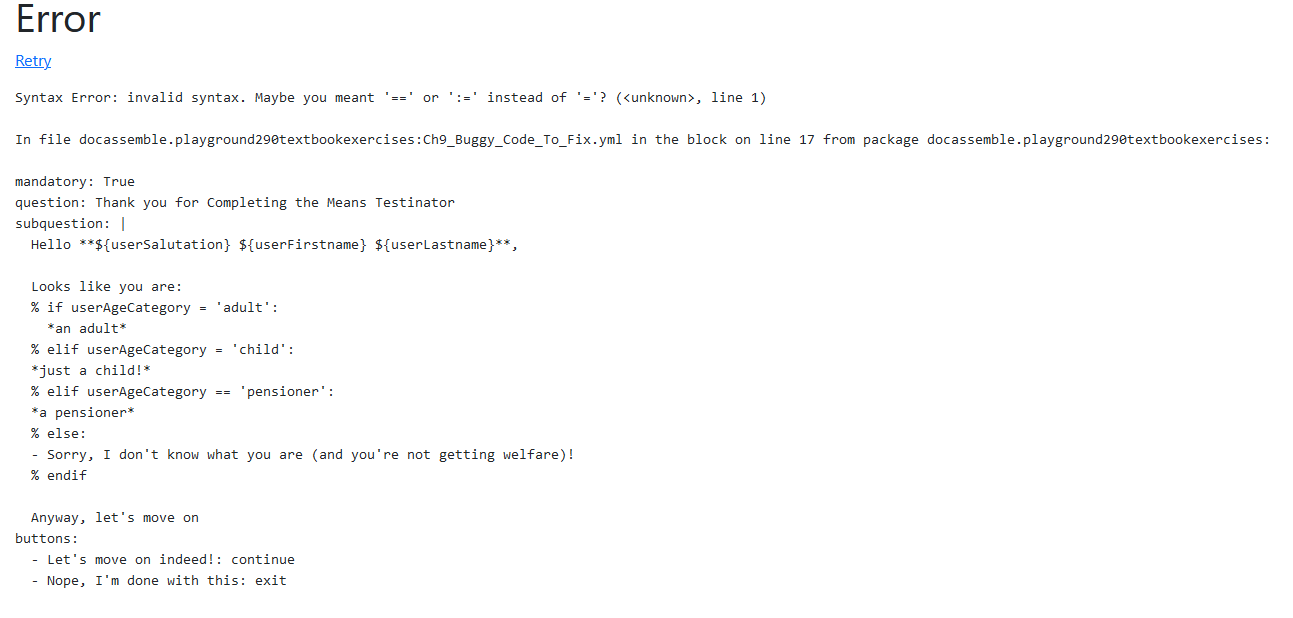 Error
Retry
Syntax Error: invalid syntax. Maybe you meant '==' or ':=' instead of '='? (<unknown>, line 1)
In file docassemble.playground290textbookexercises:Ch9_Buggy_Code_To_Fix.yml in the block on line 17 from package docassemble.playground290textbookexercises:
mandatory: True
question: Thank you for Completing the Means Testinator
subquestion: |
  Hello **${userSalutation} ${userFirstname} ${userLastname}**,
  Looks like you are:
  % if userAgeCategory = 'adult':
    *an adult*
  % elif userAgeCategory = 'child':
  *just a child!*
  % elif userAgeCategory == 'pensioner':
  *a pensioner*
  % else:
  - Sorry, I don't know what you are (and you're not getting welfare)!
  % endif
  Anyway, let's move on
buttons:
  - Let's move on indeed!: continue
  - Nope, I'm done with this: exit